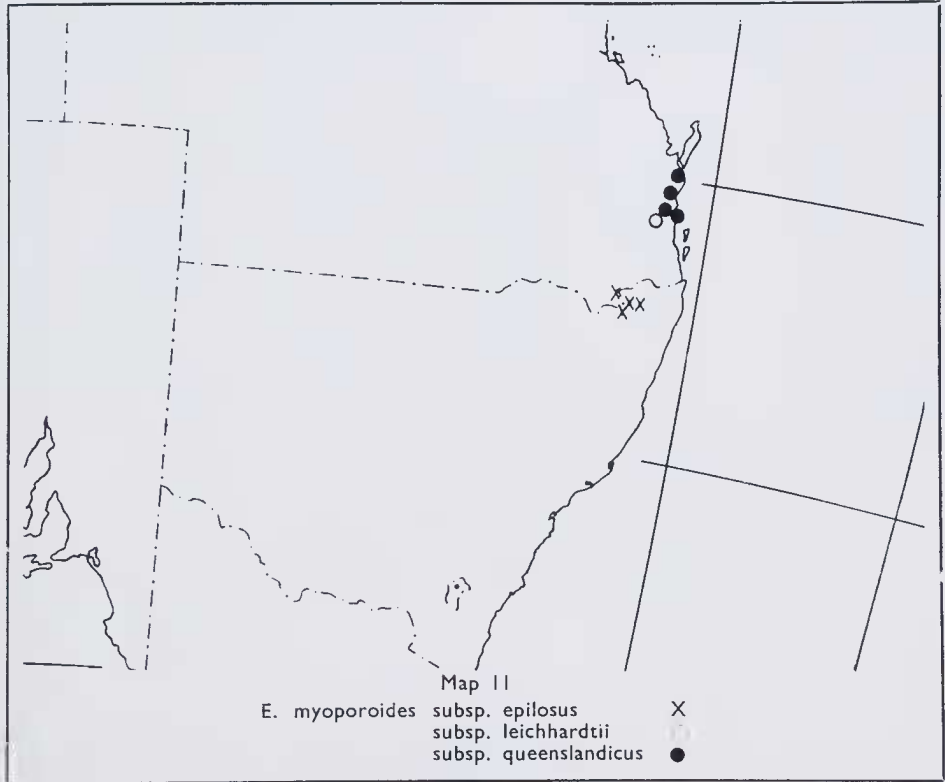 Map 11
E. myoporoides subsp. epilosus X
subsp. leichhardtii
subsp. queenslandicus